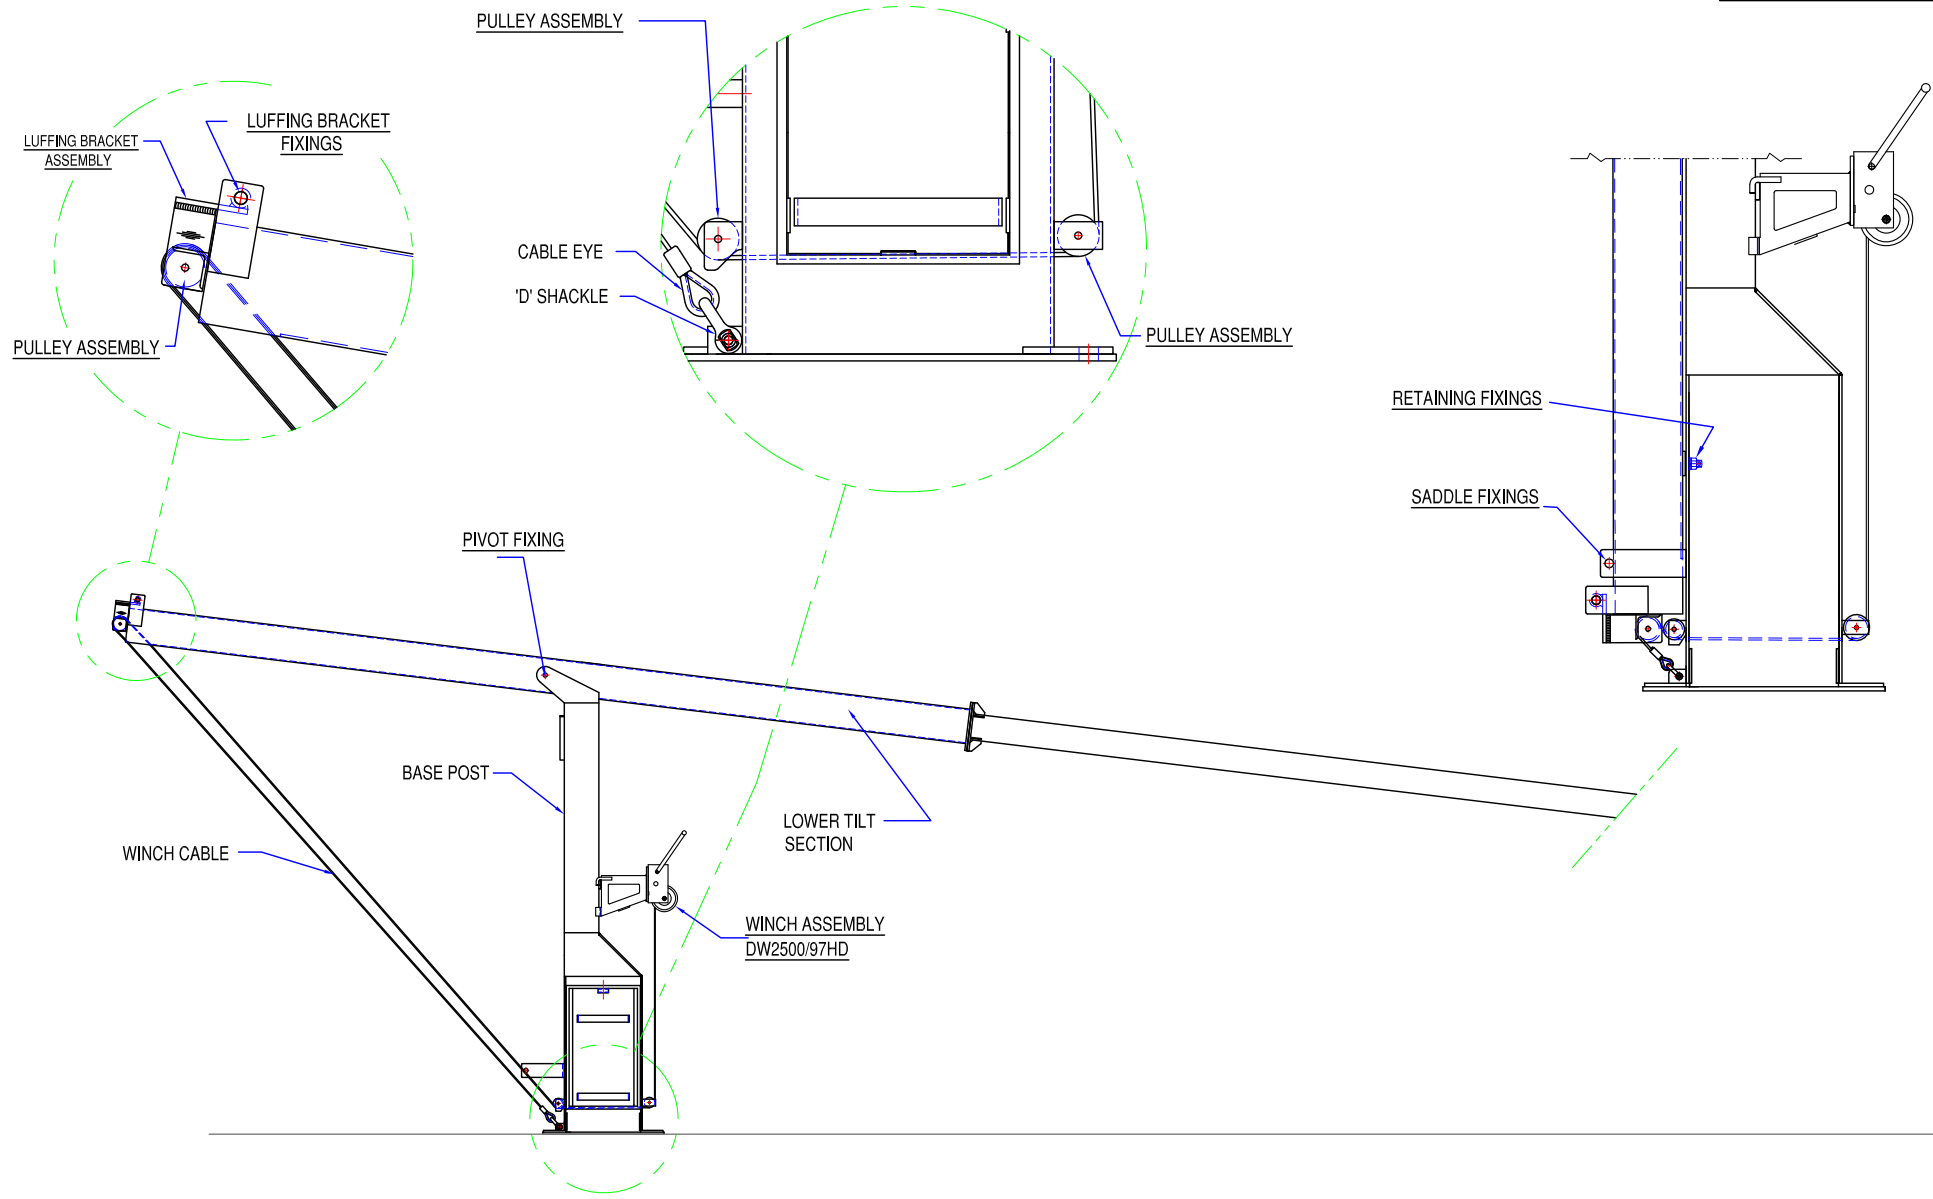 PULLEY ASSEMBLY
LUFFING BRACKET
FIXINGS
LUFFING BRACKET
ASSEMBLY
PULLEY ASSEMBLY
CABLE EYE
'D' SHACKLE
PULLEY ASSEMBLY
RETAINING FIXINGS
SADDLE FIXINGS
PIVOT FIXING
BASE POST
LOWER TILT
SECTION
WINCH CABLE
WINCH ASSEMBLY
DW2500/97HD